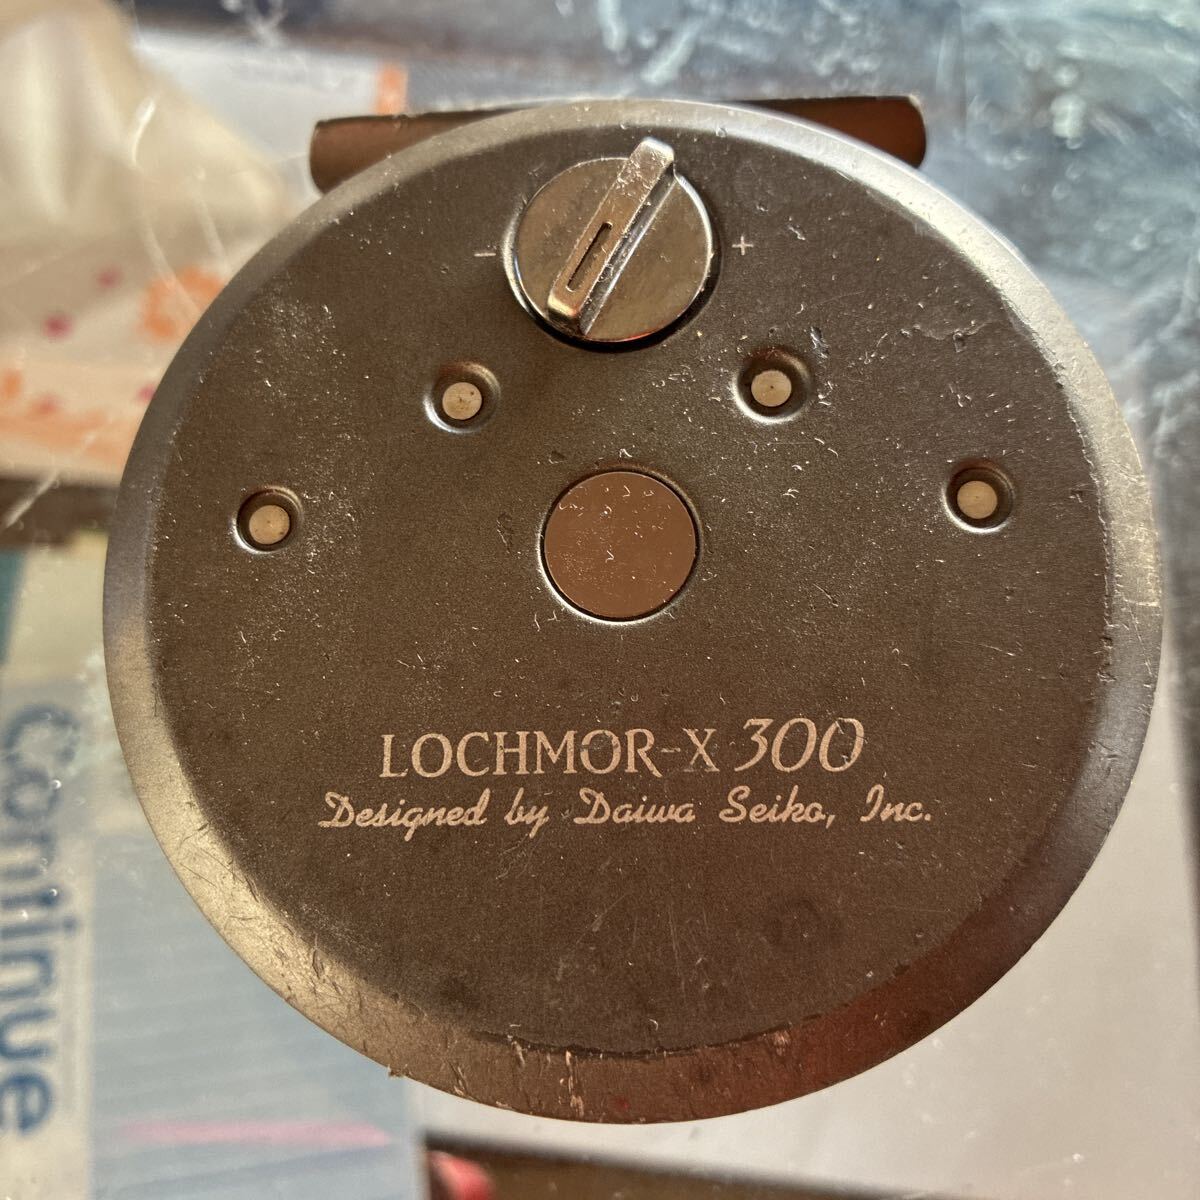 - +
LOCHMOR-X 300
Designed by Daiwa Seiko, Inc.
Continue